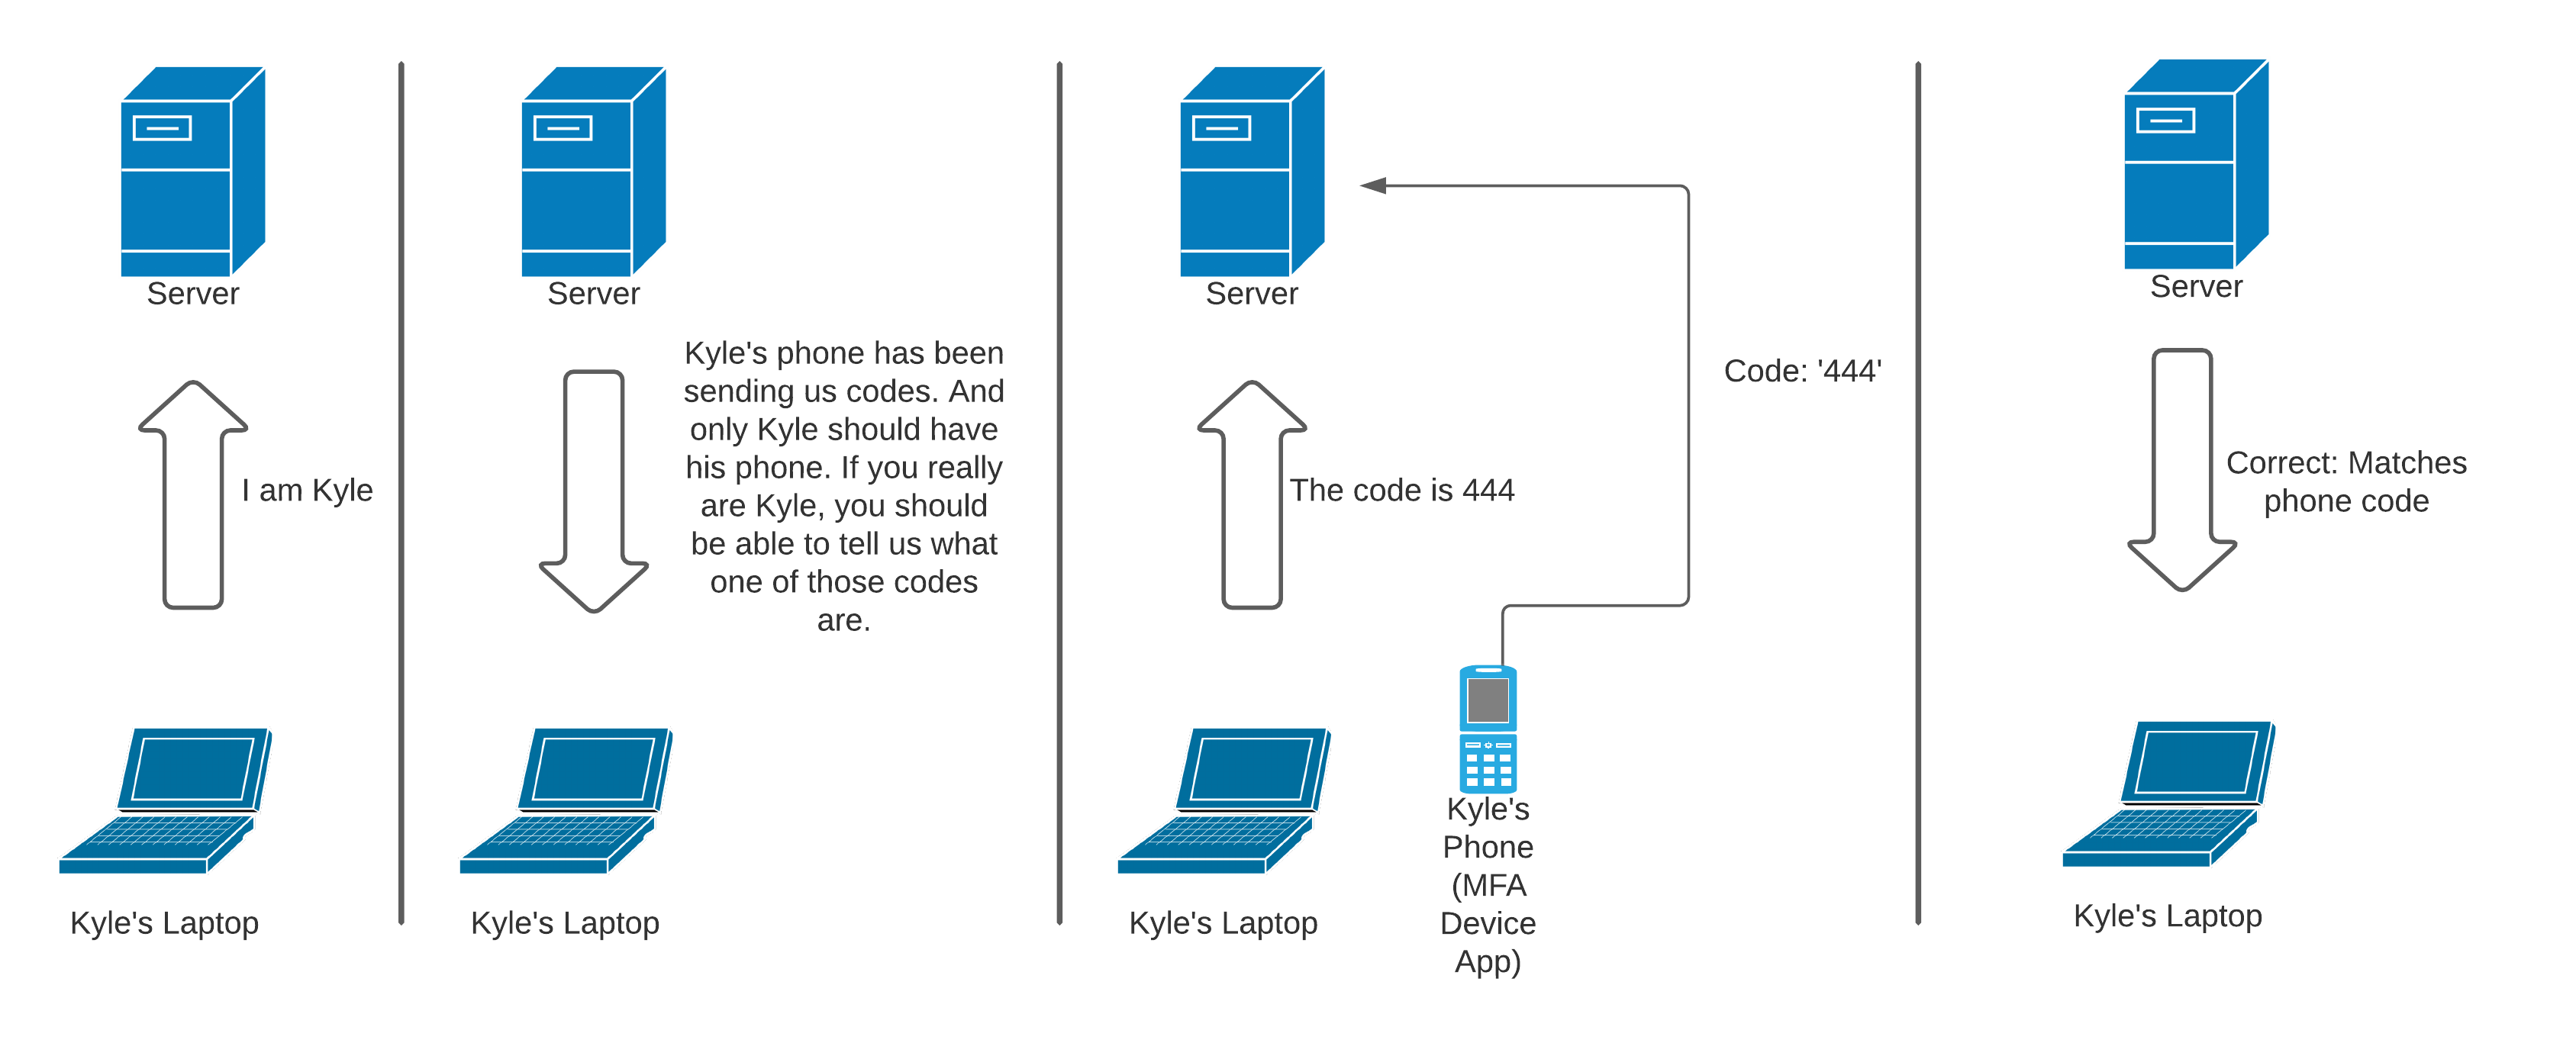 Server
I am Kyle
Kyle's Laptop
Server
Kyle's phone has been
sending us codes. And
only Kyle should have
his phone. If you really
are Kyle, you should
be able to tell us what
one of those codes
are.
Kyle's Laptop
Server
The code is 444
Code: '444'
Kyle's Laptop
Kyle's
Phone
(MFA
Device
App)
Server
Correct: Matches
phone code
Kyle's Laptop